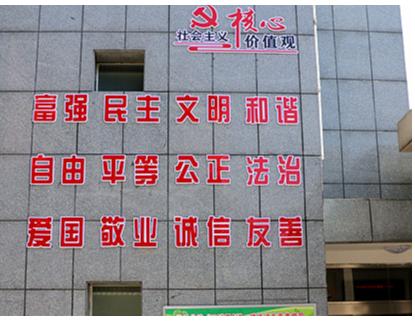 核心
社会主义价值观
富强 民主 文明 和谐
自由 平等 公正 法治
爱国 敬业 诚信 友善